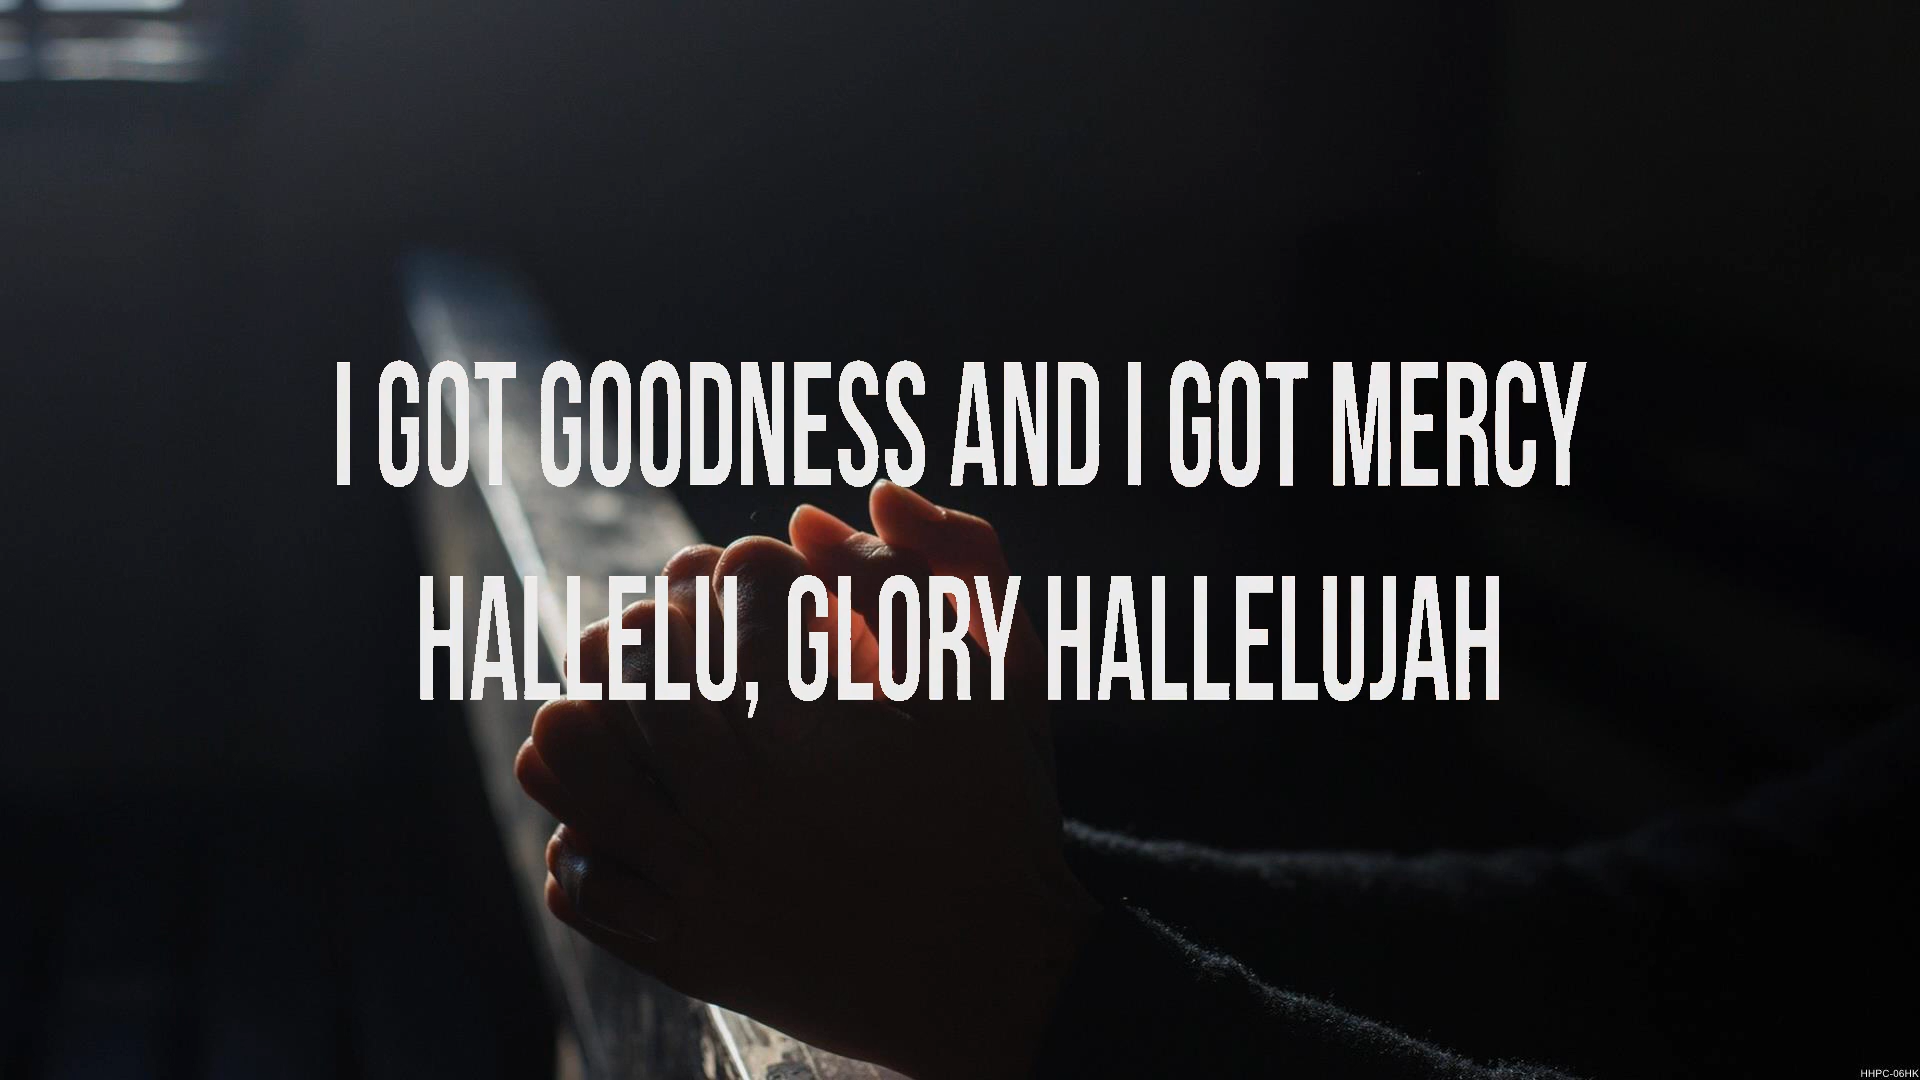 I GOT GOODNESS AND I GOT MERCY
HALLELU, GLORY HALLELUJAH
HHPC-06HK